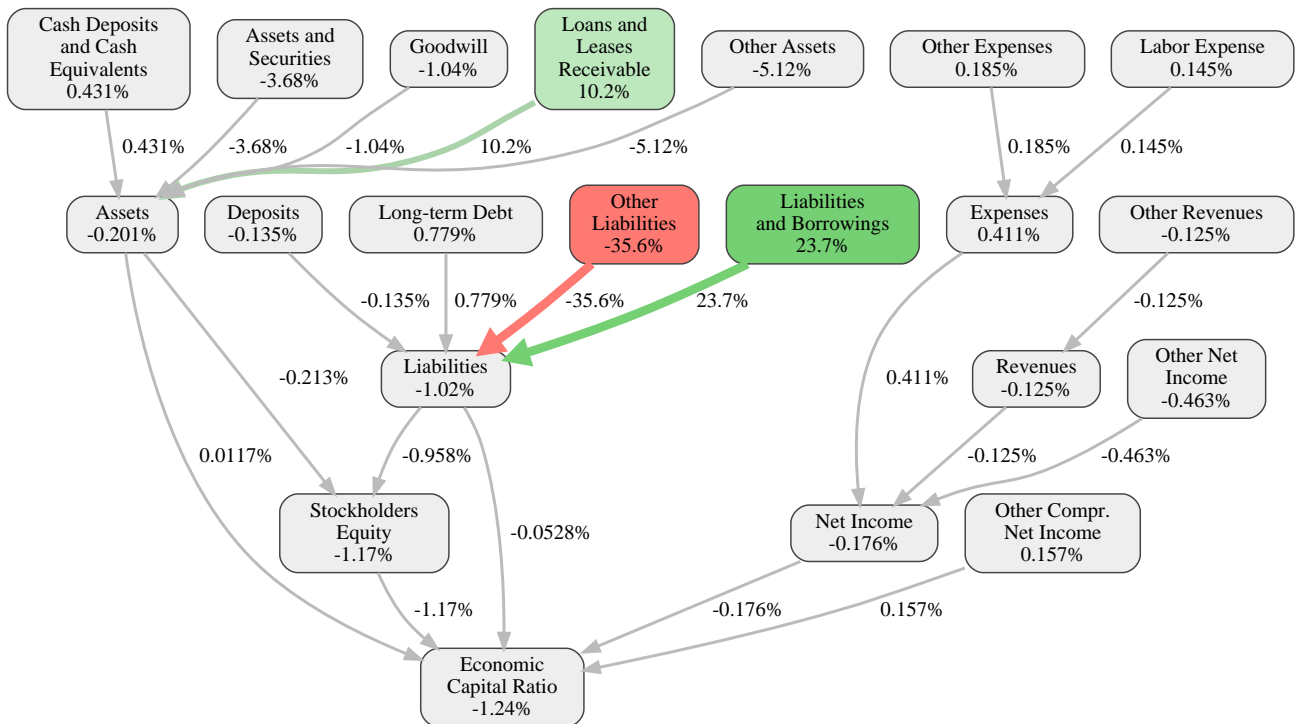 Cash Deposits
and Cash
Equivalents
0.431%
Assets and
Securities
-3.68%
Goodwill
-1.04%
Loans and
Leases
Receivable
10.2%
Other Assets
-5.12%
Other Expenses
0.185%
Labor Expense
0.145%
0.431%
-3.68%
-1.04%
10.2%
-5.12%
0.185%
0.145%
Assets
-0.201%
Deposits
-0.135%
Long-term Debt
0.779%
Other
Liabilities
-35.6%
Liabilities
and Borrowings
23.7%
Expenses
0.411%
Other Revenues
-0.125%
-0.135%
0.779%
-35.6%
23.7%
-0.125%
-0.213%
Liabilities
-1.02%
0.411%
Revenues
-0.125%
Other Net
Income
-0.463%
0.0117%
-0.958%
-0.125%
-0.463%
Stockholders
Equity
-1.17%
-0.0528%
Net Income
-0.176%
Other Compr.
Net Income
0.157%
-1.17%
-0.176%
0.157%
Economic
Capital Ratio
-1.24%